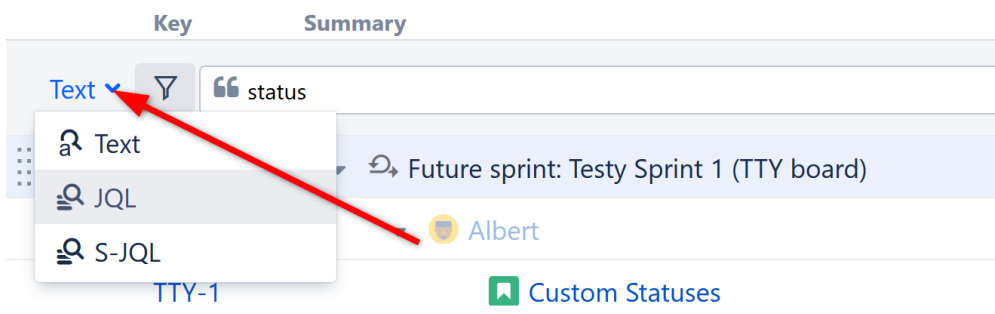 Key Summary
Text status
Text
Future sprint: Testy Sprint 1 (TTY board)
JQL
Albert
S-JQL
TTY-1 Custom Statuses